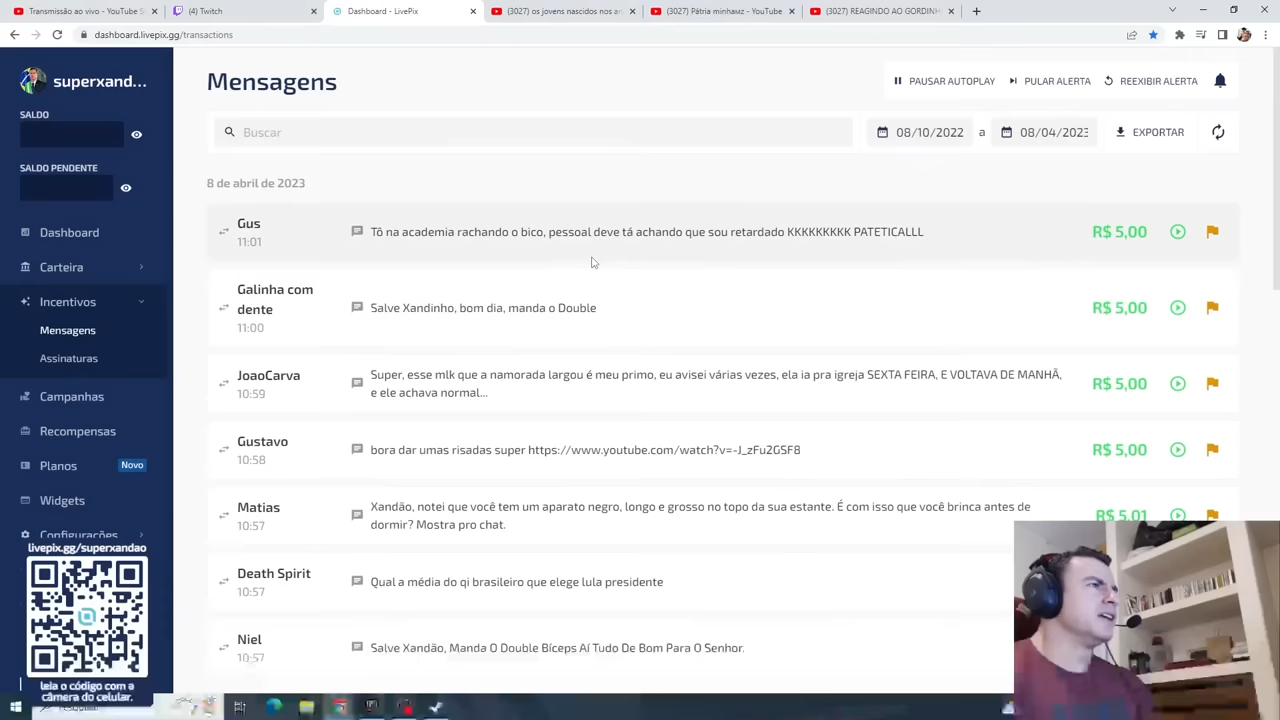 Transmissão ao vivo - YouTube S
[4] Twitch
Dashboard - LivePix
(3027) os jovens nascidos nos an
(3027) Pátria minhamz - YouTube
(3027) REAGINDO AO GORDINH
dashboard.livepix.gg/transactions
superxand...
SALDO
SALDO PENDENTE
Dashboard
Carteira
Incentivos
Mensagens
Assinaturas
Campanhas
Recompensas
Planos
Novo
Widgets
Configurações
livepix.gg/superxandao
leia o código com a
câmera do celular.
Mensagens
PAUSAR AUTOPLAY
PULAR ALERTA
REEXIBIR ALERTA
Buscar
08/10/2022 a 08/04/2023
EXPORTAR
8 de abril de 2023
Gus
11:01
Tô na academia rachando o bico, pessoal deve tá achando que sou retardado KKKKKKKKK PATETICALLL
R$ 5,00
Galinha com
dente
11:00
Salve Xandinho, bom dia, manda o Double
R$ 5,00
JoaoCarva
10:59
Super, esse mlk que a namorada largou é meu primo, eu avisei várias vezes, ela ia pra igreja SEXTA FEIRA, E VOLTAVA DE MANHÃ,
e ele achava normal...
R$ 5,00
Gustavo
10:58
bora dar umas risadas super https://www.youtube.com/watch?v=-J_zFu2GSF8
R$ 5,00
Matias
10:57
Xandão, notei que você tem um aparato negro, longo e grosso no topo da sua estante. É com isso que você brinca antes de
dormir? Mostra pro chat.
R$ 5,01
Death Spirit
10:57
Qual a média do qi brasileiro que elege lula presidente
Niel
10:57
Salve Xandão, Manda O Double Bíceps Aí Tudo De Bom Para O Senhor.